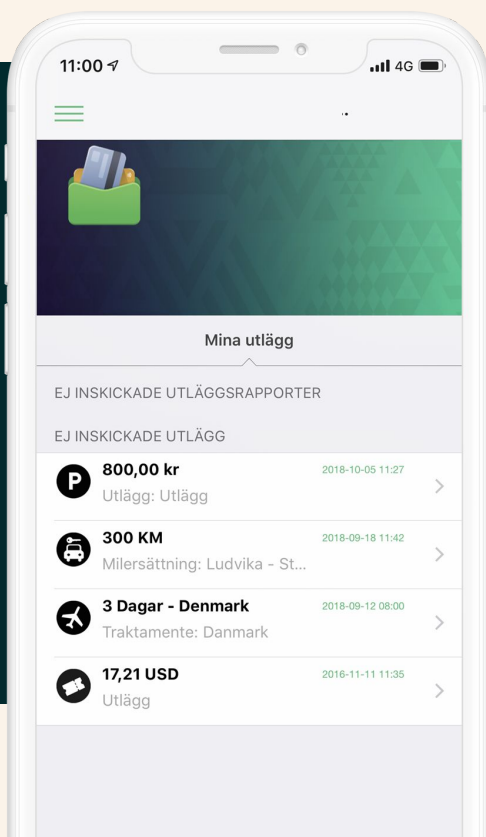 11:00
4G
Mina utlägg
EJ INSKICKADE UTLÄGGSRAPPORTER
EJ INSKICKADE UTLÄGG
P
800,00 kr
2018-10-05 11:27
Utlägg: Utlägg
300 KM
2018-09-18 11:42
Milersättning: Ludvika - St...
3 Dagar - Denmark
2018-09-12 08:00
Traktamente: Danmark
17,21 USD
2016-11-11 11:35
Utlägg